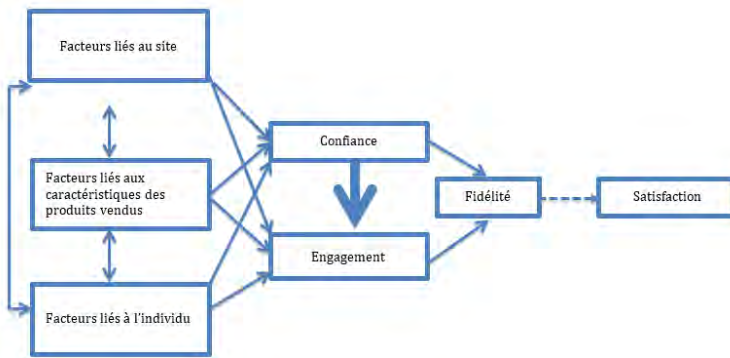 Facteurs liés au site
Confiance
Facteurs liés aux
caractéristiques des
produits vendus
Fidélité
Satisfaction
Engagement
Facteurs liés à l'individu